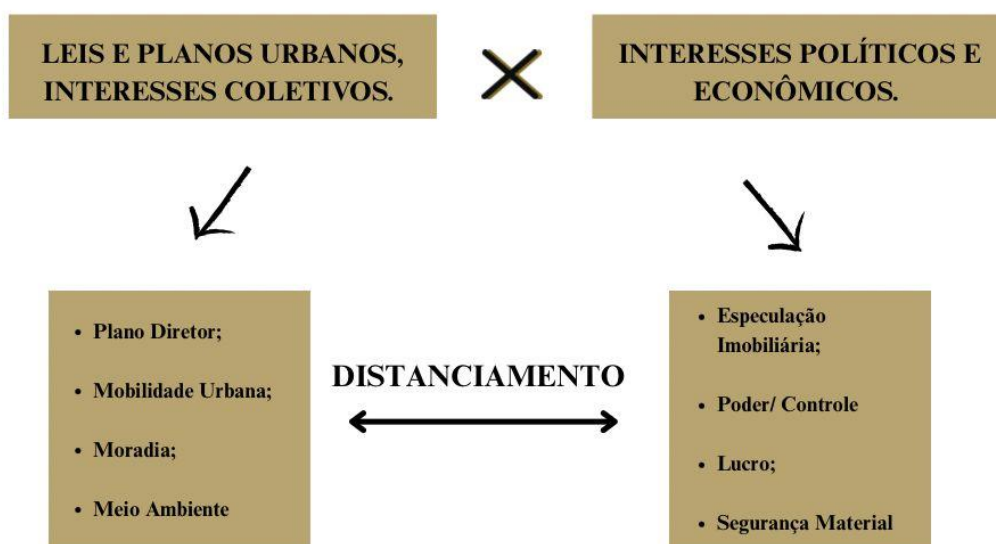 LEIS E PLANOS URBANOS,
INTERESSES COLETIVOS.
INTERESSES POLÍTICOS E
ECONÔMICOS.
• Plano Diretor;
• Mobilidade Urbana;
• Moradia;
• Meio Ambiente
DISTANCIAMENTO
• Especulação
Imobiliária;
• Poder/ Controle
• Lucro;
• Segurança Material